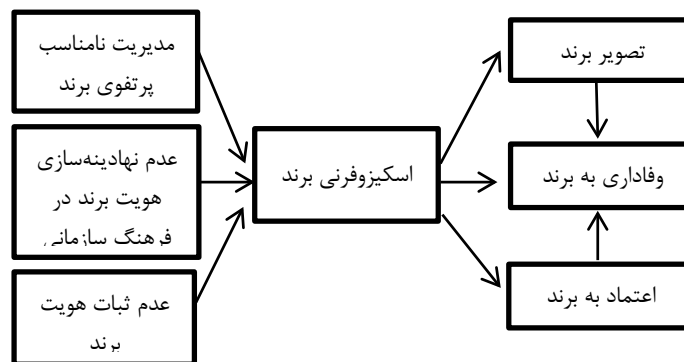 مدیریت نامناسب
پرتفوی برند
عدم نهادینه‌سازی
هویت برند در
فرهنگ سازمانی
عدم ثبات هویت
برند
اسکیزوفرنی برند
تصویر برند
وفاداری به برند
اعتماد به برند